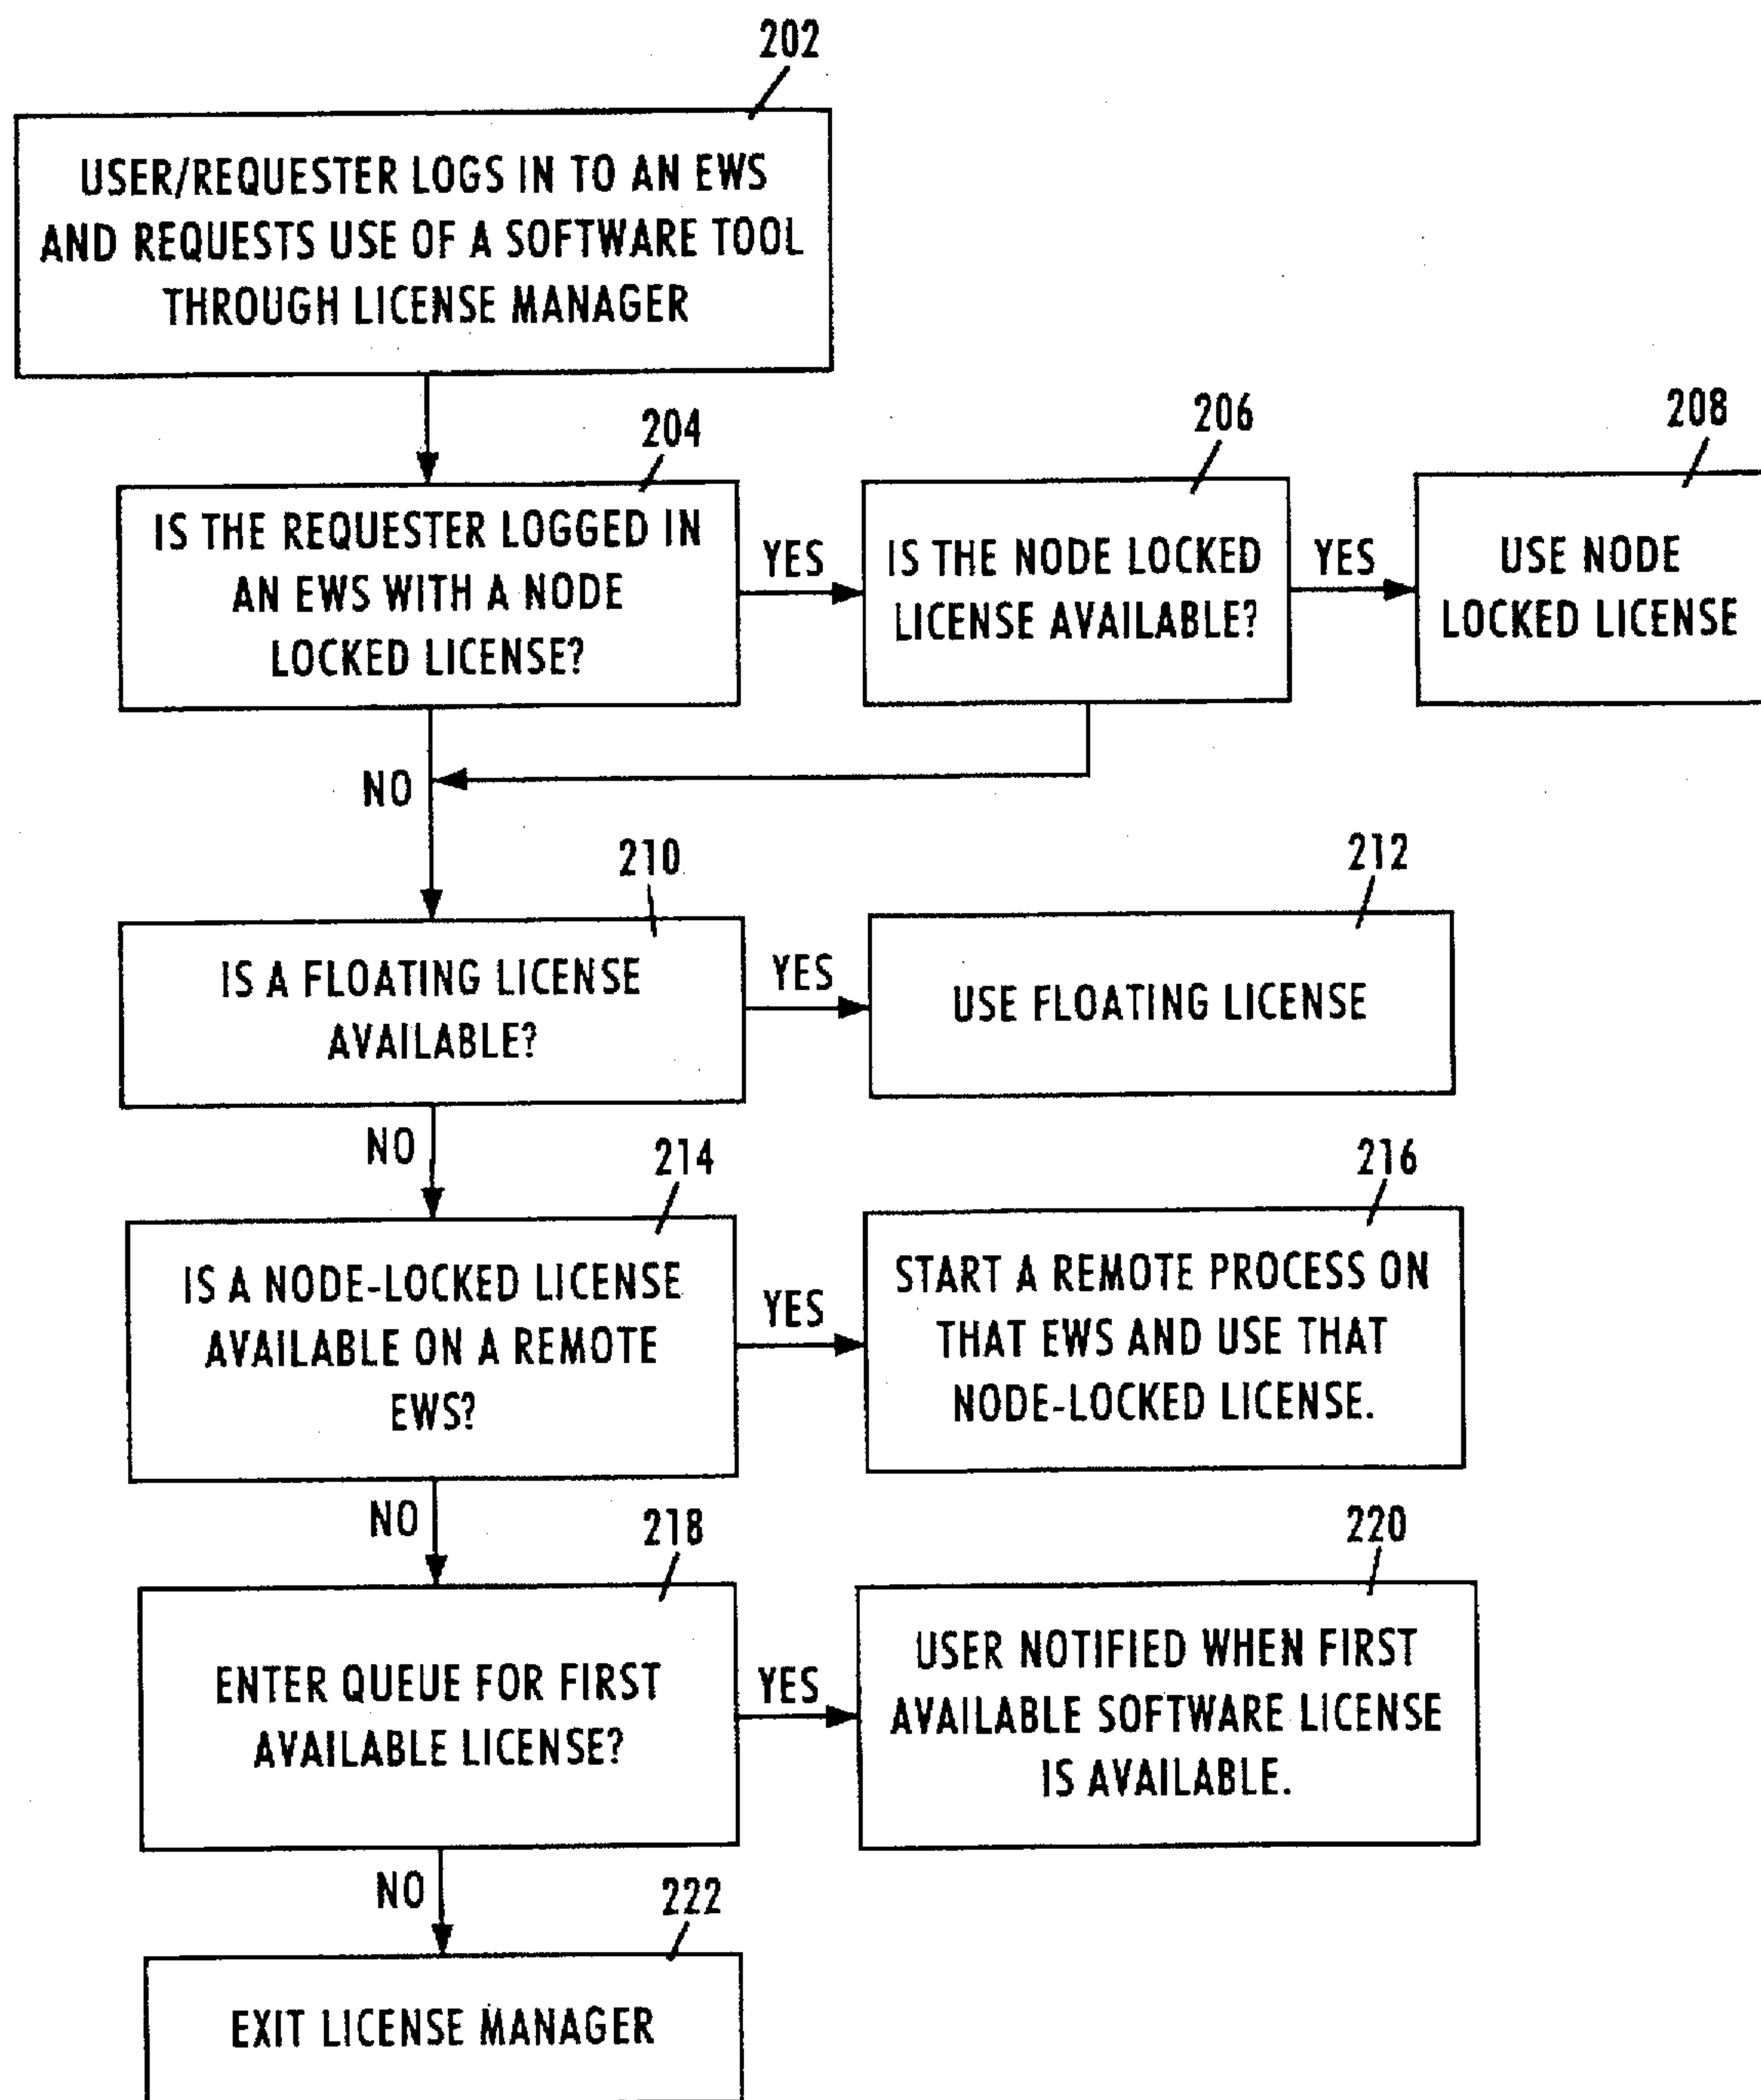 202
USER/REQUESTER LOGS IN TO AN EWS
AND REQUESTS USE OF A SOFTWARE TOOL
THROUGH LICENSE MANAGER
204
IS THE REQUESTER LOGGED IN
AN EWS WITH A NODE
LOCKED LICENSE?
YES
206
IS THE NODE LOCKED
LICENSE AVAILABLE?
YES
208
USE NODE
LOCKED LICENSE
NO
210
IS A FLOATING LICENSE
AVAILABLE?
YES
212
USE FLOATING LICENSE
NO
214
IS A NODE-LOCKED LICENSE
AVAILABLE ON A REMOTE
EWS?
YES
216
START A REMOTE PROCESS ON
THAT EWS AND USE THAT
NODE-LOCKED LICENSE.
NO
218
ENTER QUEUE FOR FIRST
AVAILABLE LICENSE?
YES
220
USER NOTIFIED WHEN FIRST
AVAILABLE SOFTWARE LICENSE
IS AVAILABLE.
NO
222
EXIT LICENSE MANAGER